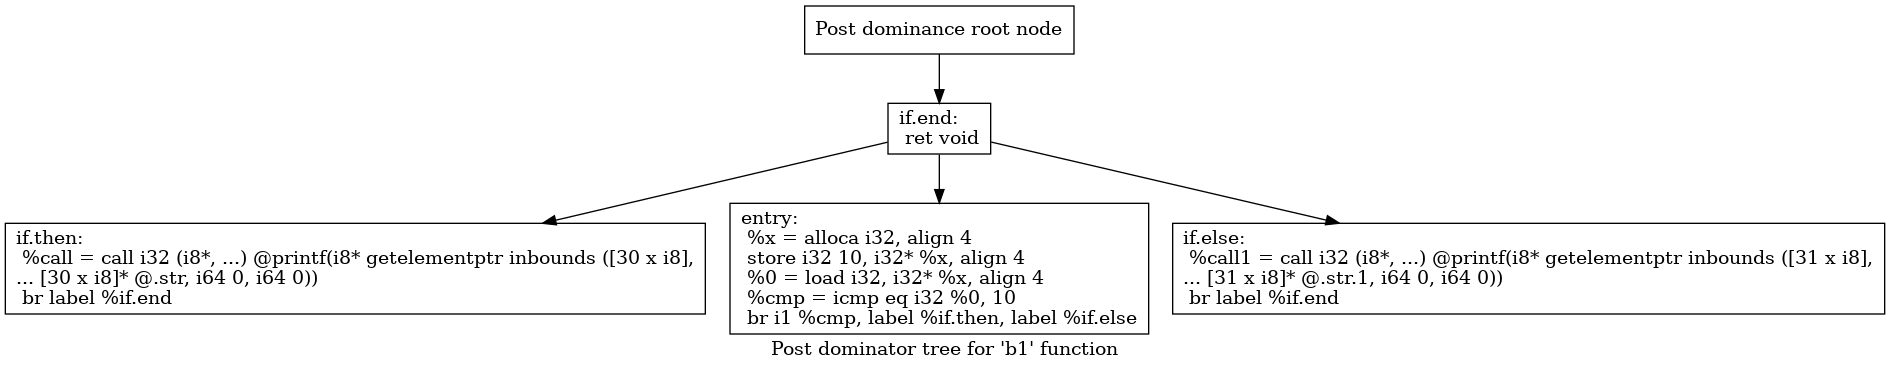 Post dominance root node
if.end:
ret void
if.then:
%call = call i32 (i8*, ...) @printf(i8* getelementptr inbounds ([30 x i8],
... [30 x i8]* @.str, i64 0, i64 0))
br label %if.end
entry:
%x = alloca i32, align 4
store i32 10, i32* %x, align 4
%0 = load i32, i32* %x, align 4
%cmp = icmp eq i32 %0, 10
br i1 %cmp, label %if.then, label %if.else
if.else:
%call1 = call i32 (i8*, ...) @printf(i8* getelementptr inbounds ([31 x i8],
... [31 x i8]* @.str.1, i64 0, i64 0))
br label %if.end
Post dominator tree for 'b1' function